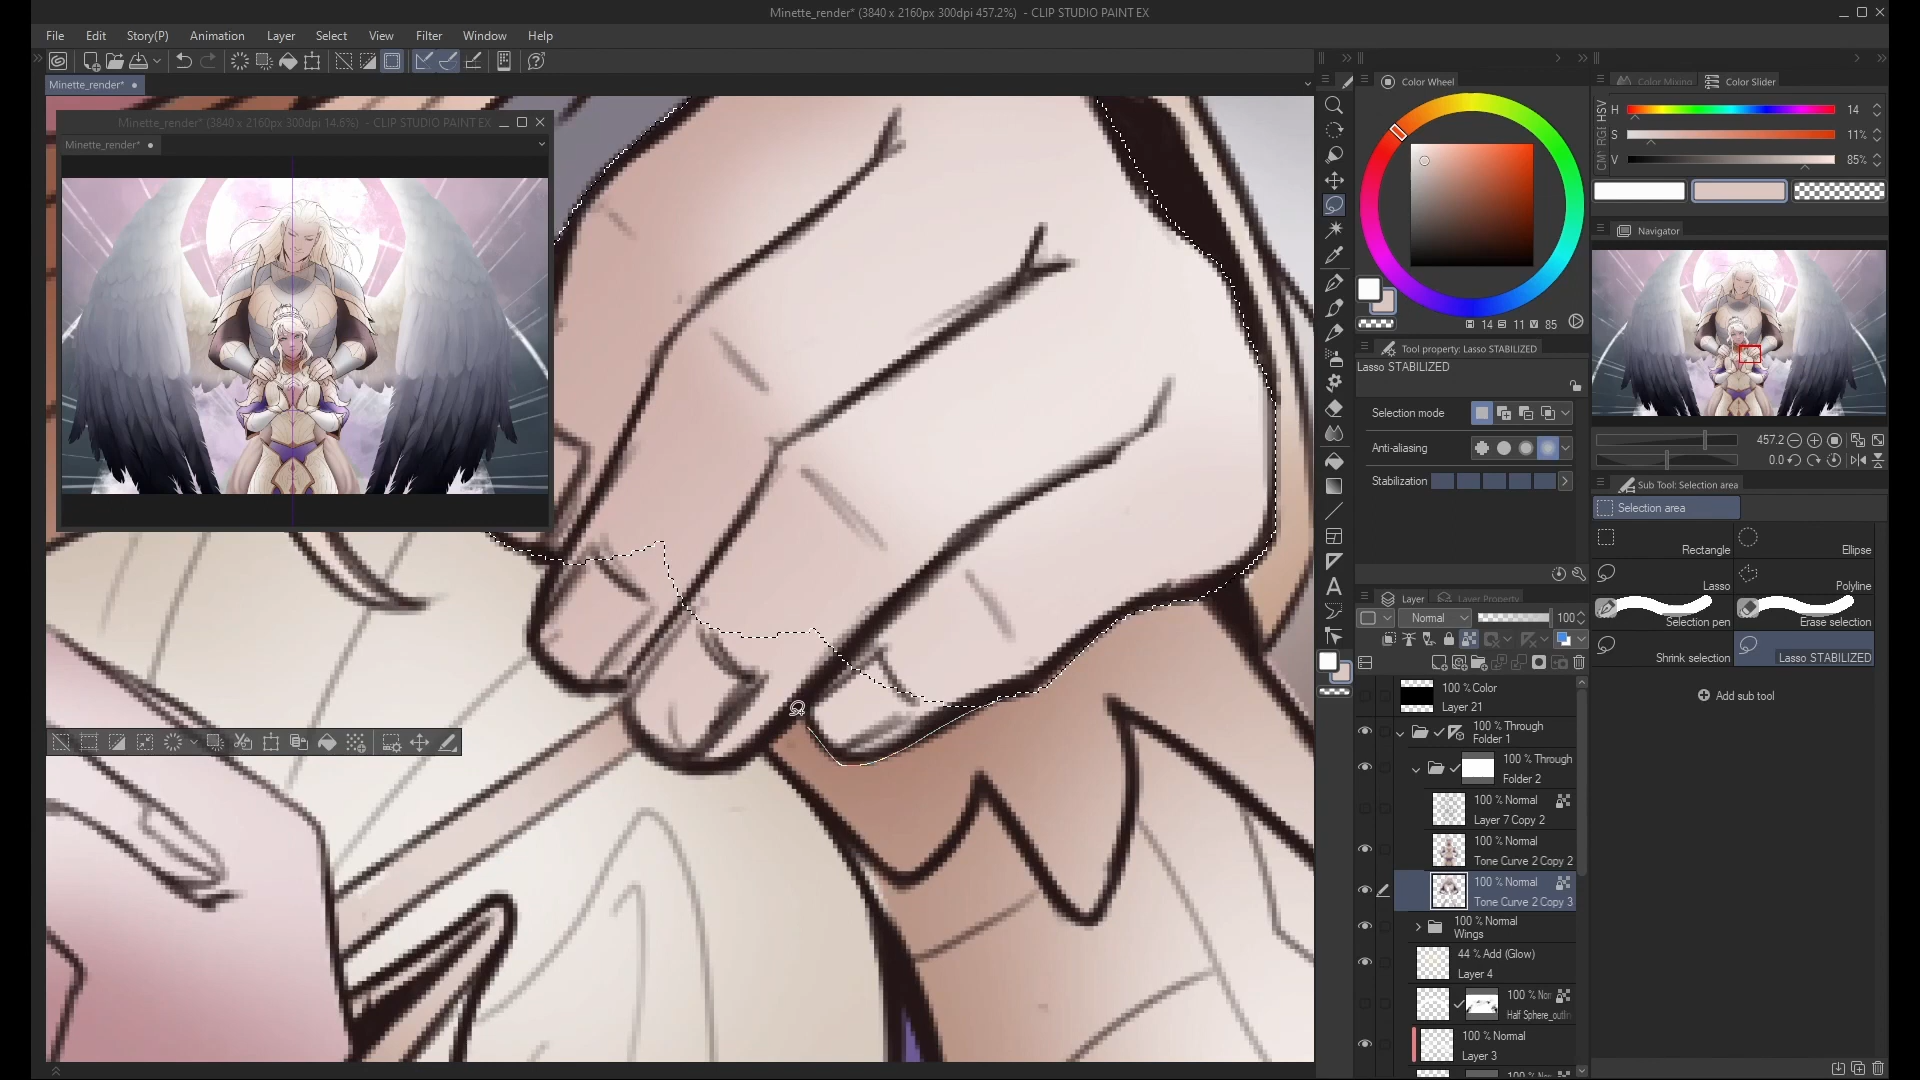 Minette_render* (3840 x 2160px 300dpi 457.2%) - CLIP STUDIO PAINT EX
File Edit Story(P) Animation Layer Select View Filter Window Help
Minette_render*
Minette_render* (3840 x 2160px 300dpi 14.6%) - CLIP STUDIO PAINT EX
Minette_render*
Color Wheel
14 11 85
Tool property: Lasso STABILIZED
Lasso STABILIZED
Selection mode
Anti-aliasing
Stabilization
Layer Layer Property
Normal 100
100 % Color
Layer 21
100 % Through
Folder 1
100 % Through
Folder 2
100 % Normal
Layer 7 Copy 2
100 % Normal
Tone Curve 2 Copy 2
100 % Normal
Tone Curve 2 Copy 3
100 % Normal
Wings
44 % Add (Glow)
Layer 4
100 % Nor
Half Sphere_outlin
100 % Normal
Layer 3
Color Mixing Color Slider
HSV
H 14
S 11%
V 85%
Navigator
457.2
0.0
Sub Tool: Selection area
Selection area
Rectangle Ellipse
Lasso Polyline
Selection pen Erase selection
Shrink selection Lasso STABILIZED
Add sub tool